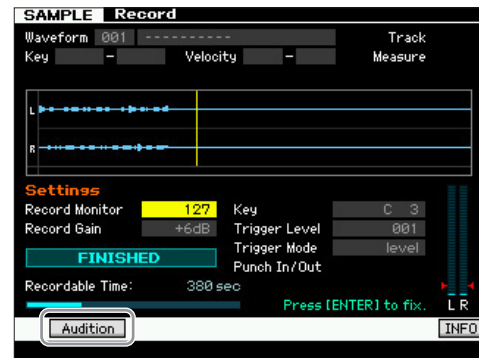 SAMPLE Record
Waveform 001 ---------- Track
Key - Velocity - Measure
L
R
Settings
Record Monitor 127 Key C 3
Record Gain +6dB Trigger Level 001
Trigger Mode level
FINISHED
Punch In/Out
Recordable Time: 380 sec
Press [ENTER] to fix. L R
Audition INFO